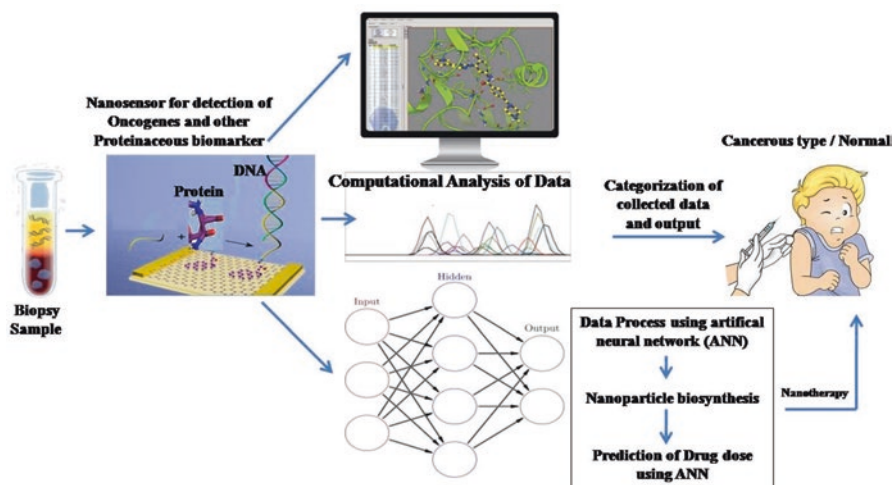 Nanosensor for detection of
Oncogenes and other
Proteinaceous biomarker
DNA
Protein
+
Biopsy
Sample
Computational Analysis of Data
Input
Hidden
Output
Categorization of
collected data
and output
Cancerous type / Normal
Data Process using artifical
neural network (ANN)
Nanoparticle biosynthesis
Prediction of Drug dose
using ANN
Nanotherapy